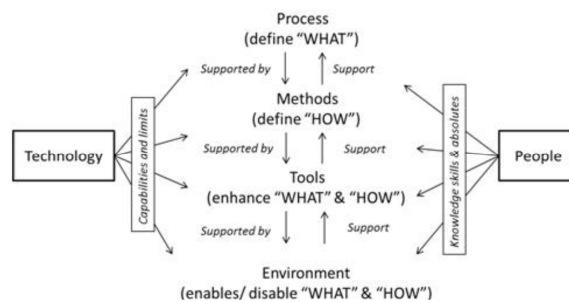 Process
(define "WHAT")
Supported by
Support
Methods
(define "HOW")
Technology
Capabilities and limits
Supported by
Support
Knowledge skills & absolutes
People
Tools
(enhance "WHAT" & "HOW")
Supported by
Support
Environment
(enables/ disable "WHAT" & "HOW")